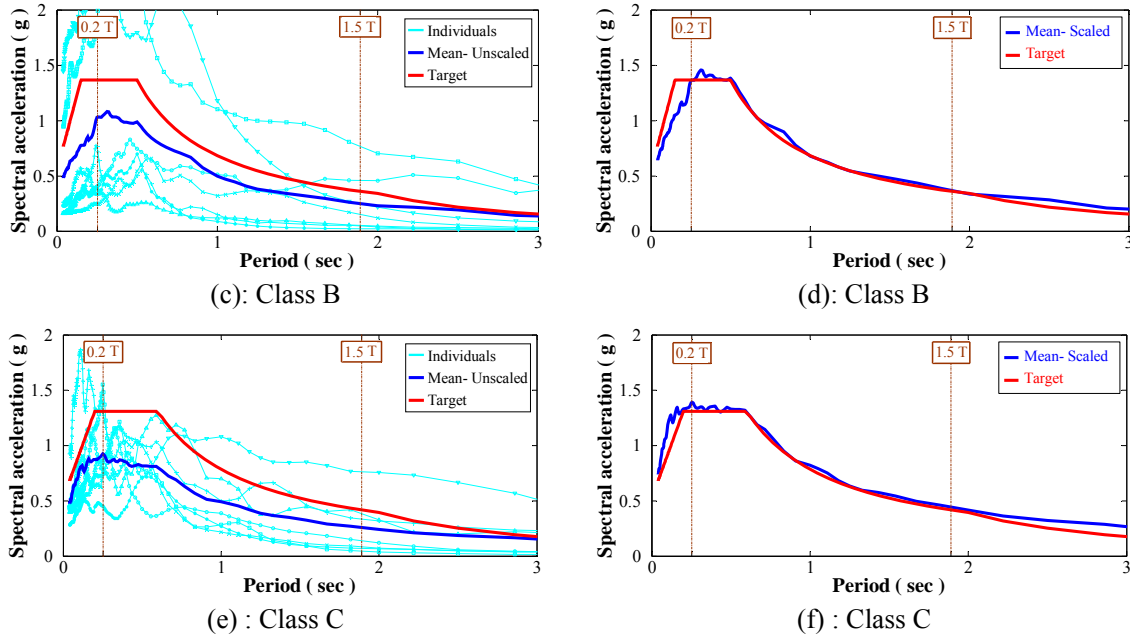 Spectral acceleration ( g )
2
1.5
1
0.5
0
0.2 T
1.5 T
Individuals
Mean- Unscaled
Target
0
1
2
3
Period ( sec )
(c): Class B
Spectral acceleration ( g )
2
1.5
1
0.5
0
0.2 T
1.5 T
Mean- Scaled
Target
0
1
2
3
Period ( sec )
(d): Class B
Spectral acceleration ( g )
2
1.5
1
0.5
0
0.2 T
1.5 T
Individuals
Mean- Unscaled
Target
0
1
2
3
Period ( sec )
(e) : Class C
Spectral acceleration ( g )
2
1.5
1
0.5
0
0.2 T
1.5 T
Mean- Scaled
Target
0
1
2
3
Period ( sec )
(f) : Class C